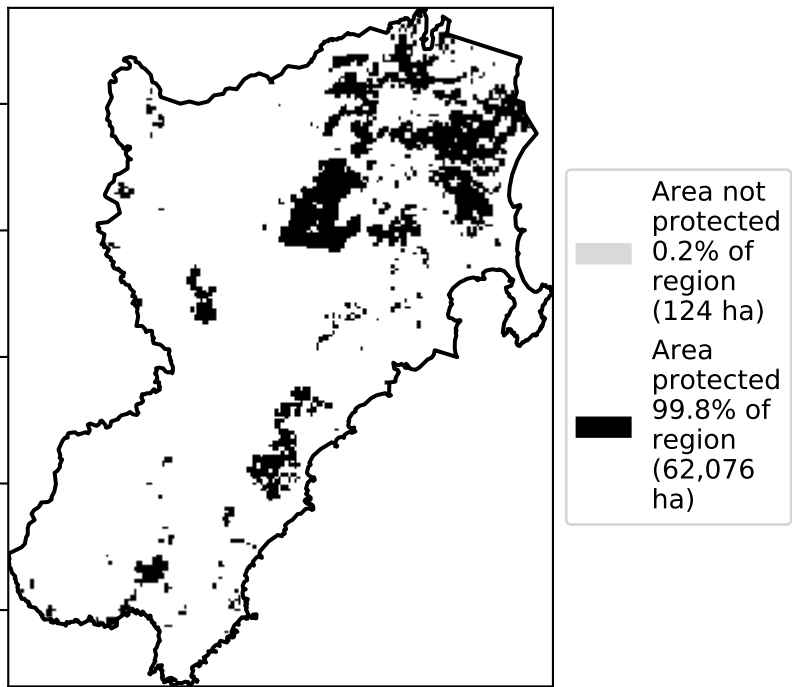 Area not
protected
0.2% of
region
(124 ha)
Area
protected
99.8% of
region
(62,076
ha)